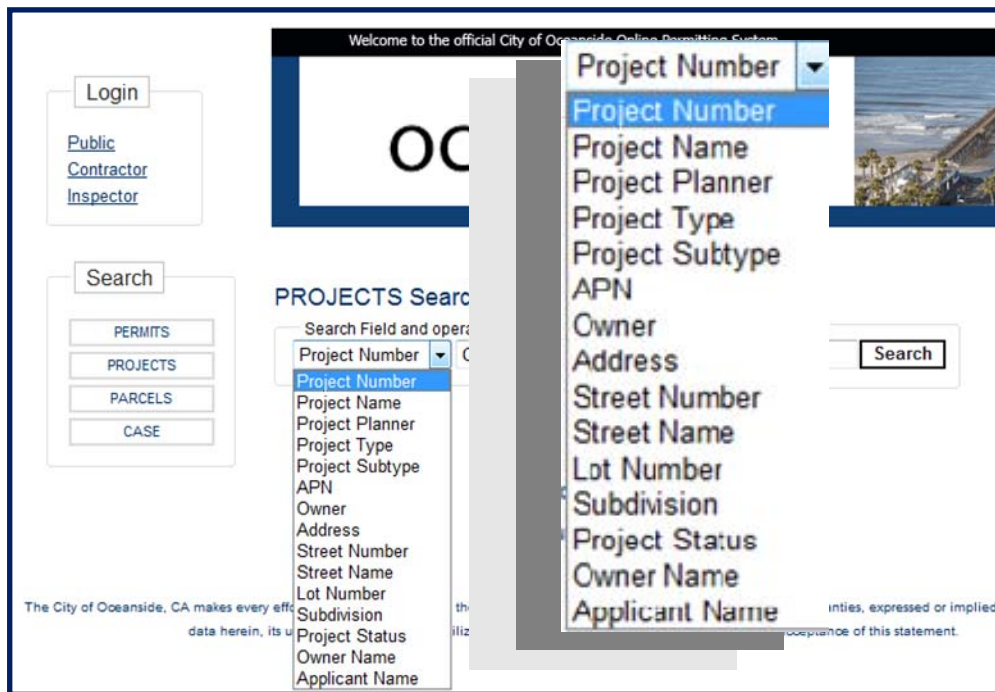 Welcome to the official City of Oceanside Online Permitting System
Login
Public
Contractor
Inspector
OC
Search
PERMITS
PROJECTS
PARCELS
CASE
PROJECTS Searc
Search Field and opera
Project Number
Search
Project Number
Project Name
Project Planner
Project Type
Project Subtype
APN
Owner
Address
Street Number
Street Name
Lot Number
Subdivision
Project Status
Owner Name
Applicant Name
Project Number
Project Number
Project Name
Project Planner
Project Type
Project Subtype
APN
Owner
Address
Street Number
Street Name
Lot Number
Subdivision
Project Status
Owner Name
Applicant Name
The City of Oceanside, CA makes every the anties, expressed or implied
data herein, its acceptance of this statement.